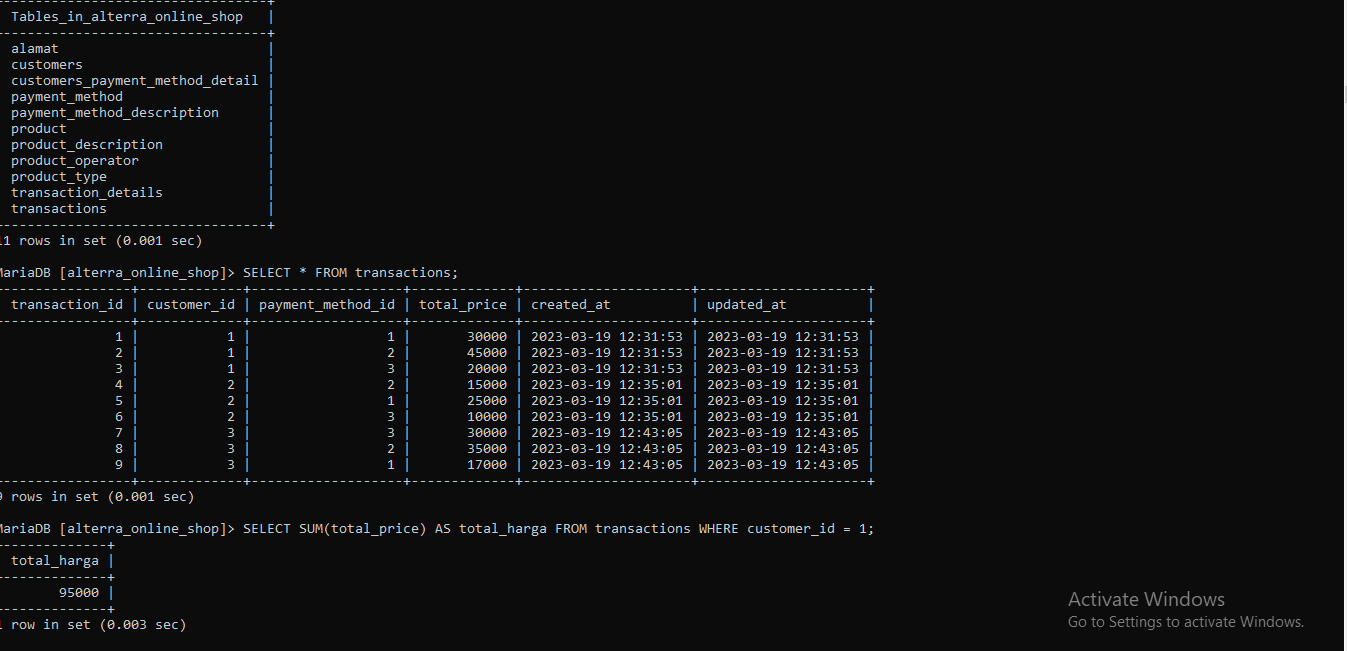 Tables_in_alterra_online_shop |
----------------------------------+
alamat |
customers |
customers_payment_method_detail |
payment_method |
payment_method_description |
product |
product_description |
product_operator |
product_type |
transaction_details |
transactions |
----------------------------------+
11 rows in set (0.001 sec)
MariaDB [alterra_online_shop]> SELECT * FROM transactions;
-----------------+-------------+-------------------+-------------+---------------------+---------------------+
transaction_id | customer_id | payment_method_id | total_price | created_at | updated_at |
-----------------+-------------+-------------------+-------------+---------------------+---------------------+
1 | 1 | 1 | 30000 | 2023-03-19 12:31:53 | 2023-03-19 12:31:53 |
2 | 1 | 2 | 45000 | 2023-03-19 12:31:53 | 2023-03-19 12:31:53 |
3 | 1 | 3 | 20000 | 2023-03-19 12:31:53 | 2023-03-19 12:31:53 |
4 | 2 | 2 | 15000 | 2023-03-19 12:35:01 | 2023-03-19 12:35:01 |
5 | 2 | 1 | 25000 | 2023-03-19 12:35:01 | 2023-03-19 12:35:01 |
6 | 2 | 3 | 10000 | 2023-03-19 12:35:01 | 2023-03-19 12:35:01 |
7 | 3 | 3 | 30000 | 2023-03-19 12:43:05 | 2023-03-19 12:43:05 |
8 | 3 | 2 | 35000 | 2023-03-19 12:43:05 | 2023-03-19 12:43:05 |
9 | 3 | 1 | 17000 | 2023-03-19 12:43:05 | 2023-03-19 12:43:05 |
-----------------+-------------+-------------------+-------------+---------------------+---------------------+
9 rows in set (0.001 sec)
MariaDB [alterra_online_shop]> SELECT SUM(total_price) AS total_harga FROM transactions WHERE customer_id = 1;
--------------+
total_harga |
--------------+
95000 |
--------------+
1 row in set (0.003 sec)
Activate Windows
Go to Settings to activate Windows.